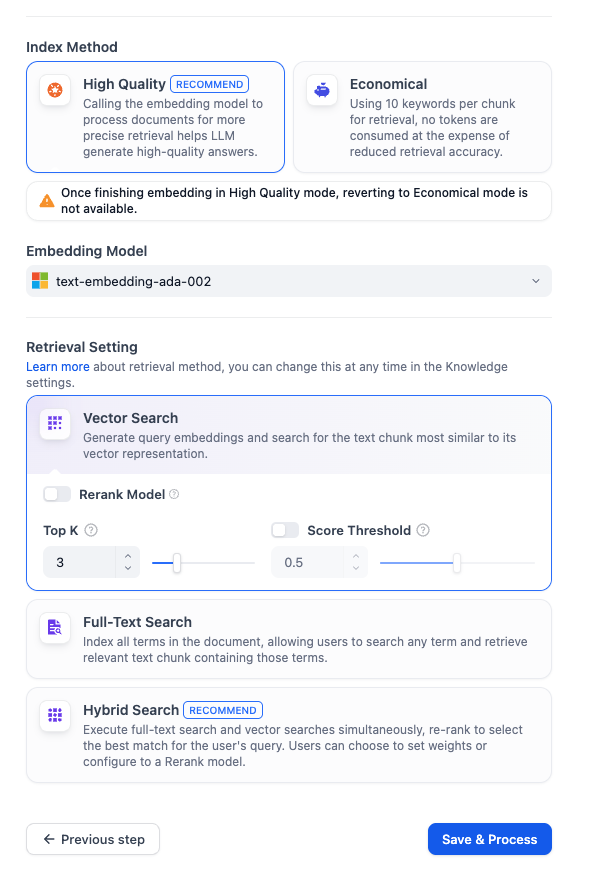 Index Method
High Quality RECOMMEND
Calling the embedding model to
process documents for more
precise retrieval helps LLM
generate high-quality answers.
Economical
Using 10 keywords per chunk
for retrieval, no tokens are
consumed at the expense of
reduced retrieval accuracy.
Once finishing embedding in High Quality mode, reverting to Economical mode is
not available.
Embedding Model
text-embedding-ada-002
Retrieval Setting
Learn more about retrieval method, you can change this at any time in the Knowledge
settings.
Vector Search
Generate query embeddings and search for the text chunk most similar to its
vector representation.
Rerank Model
Top K
3
Score Threshold
0.5
Full-Text Search
Index all terms in the document, allowing users to search any term and retrieve
relevant text chunk containing those terms.
Hybrid Search RECOMMEND
Execute full-text search and vector searches simultaneously, re-rank to select
the best match for the user's query. Users can choose to set weights or
configure to a Rerank model.
← Previous step
Save & Process